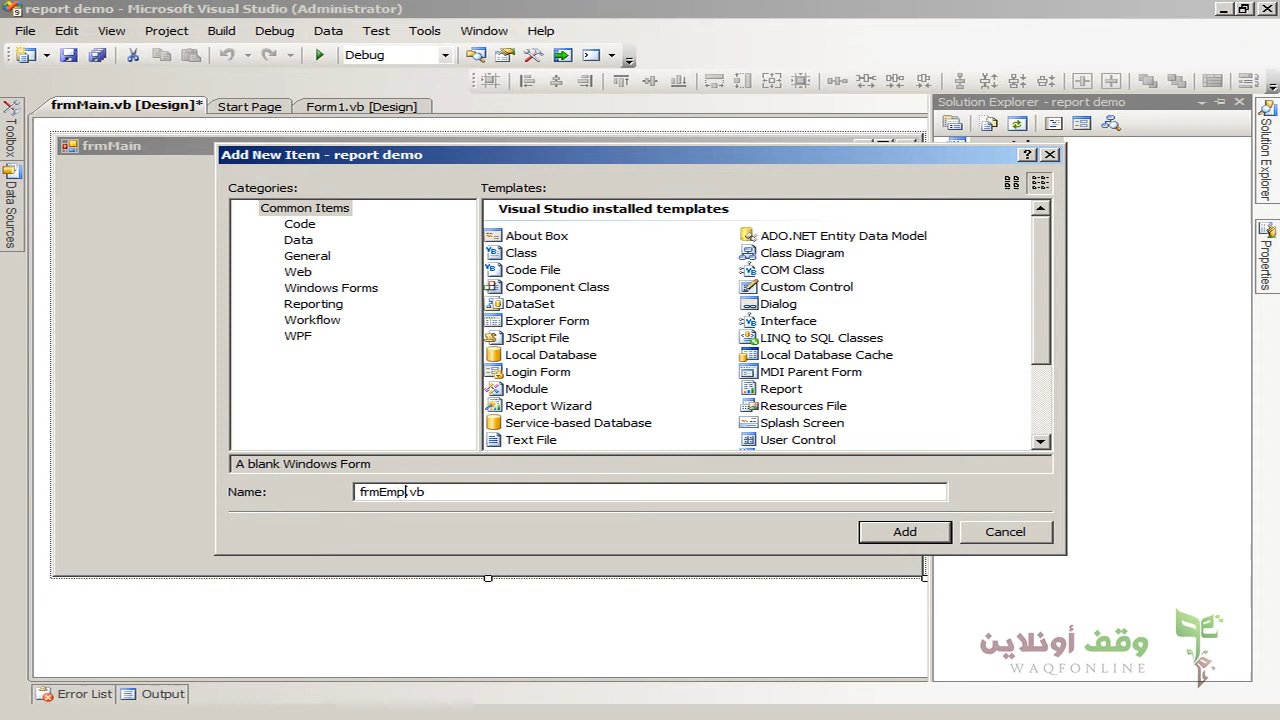 report demo - Microsoft Visual Studio (Administrator)
File Edit View Project Build Debug Data Test Tools Window Help
Debug
frmMain.vb [Design]* Start Page Form1.vb [Design]
Solution Explorer - report demo
Toolbox
Data Sources
Solution Explorer
Properties
frmMain
Add New Item - report demo
Categories:
Templates:
Common Items
Code
Data
General
Web
Windows Forms
Reporting
Workflow
WPF
Visual Studio installed templates
About Box ADO.NET Entity Data Model
Class Class Diagram
Code File COM Class
Component Class Custom Control
DataSet Dialog
Explorer Form Interface
JScript File LINQ to SQL Classes
Local Database Local Database Cache
Login Form MDI Parent Form
Module Report
Report Wizard Resources File
Service-based Database Splash Screen
Text File User Control
A blank Windows Form
Name: frmEmp.vb
Add Cancel
وقف أونلاين
WAQFONLINE
Error List Output